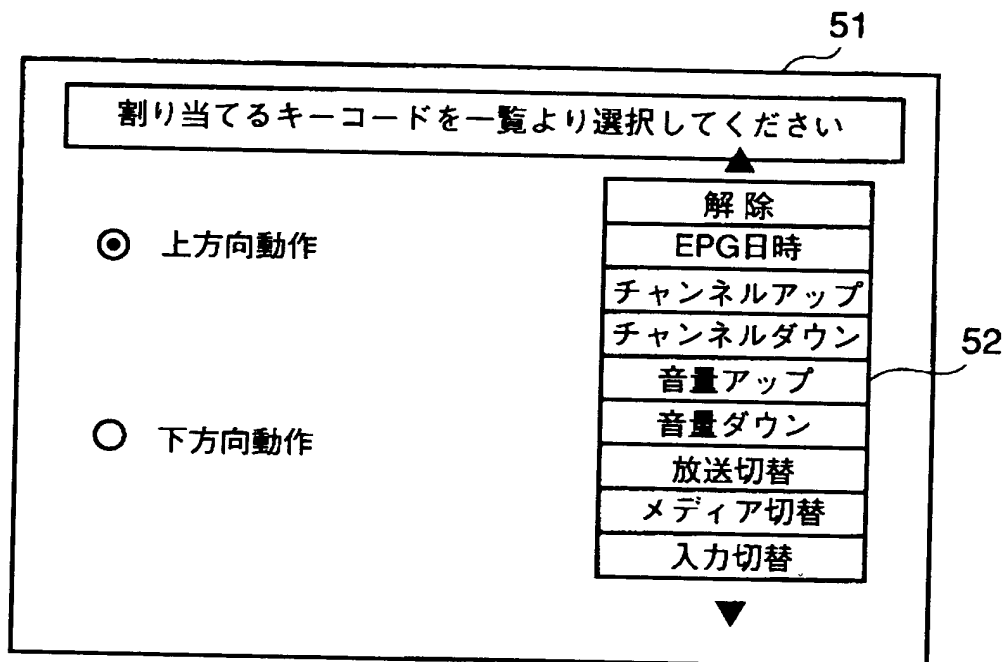 51
割り当てるキーコードを一覧より選択してください
上方向動作
下方向動作
解除
EPG日時
チャンネルアップ
チャンネルダウン
音量アップ
音量ダウン
放送切替
メディア切替
入力切替
52